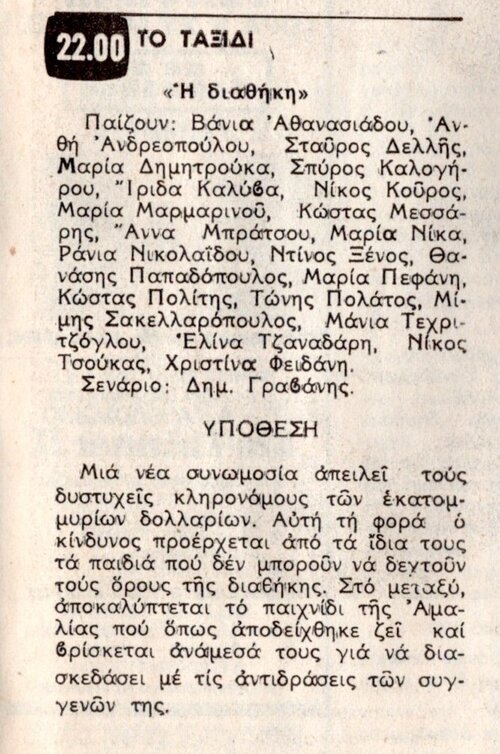 22.00 ΤΟ ΤΑΞΙΔΙ
«Ἡ διαθήκη»
Παίζουν: Βάνια Ἀθανασιάδου, Ἀν-
θή Ἀνδρεοπούλου, Σταῦρος Δελλῆς,
Μαρία Δημητρούκα, Σπύρος Καλογή-
ρου, Ἴριδα Καλύβα, Νίκος Κοῦρος,
Μαρία Μαρμαρινοῦ, Κώστας Μεσσά-
ρης, Ἄννα Μπράτσου, Μαρία Νίκα,
Ράνια Νικολαΐδου, Ντίνος Ξένος, Θα-
νάσης Παπαδόπουλος, Μαρία Πεφάνη,
Κώστας Πολίτης, Τώνης Πολάτος, Μί-
μης Σακελλαρόπουλος, Μάνια Τεχρι-
τζόγλου, Ἑλίνα Τζαναδάρη, Νίκος
Τσούκας, Χριστίνα Φειδάνη.
Σενάριο: Δημ. Γραβάνης.
ΥΠΟΘΕΣΗ
Μιά νέα συνωμοσία ἀπειλεῖ τούς
δυστυχεῖς κληρονόμους τῶν ἑκατομ-
μυρίων δολλαρίων. Αὐτή τή φορά ὁ
κίνδυνος προέρχεται ἀπό τά ἴδια τους
τά παιδιά πού δέν μποροῦν νά δεχτοῦν
τούς ὅρους τῆς διαθήκης. Στό μεταξύ,
ἀποκαλύπτεται τό παιχνίδι τῆς Ἀμα-
λίας πού ὅπως ἀποδείχθηκε ζεῖ καί
βρίσκεται ἀνάμεσά τους γιά νά δια-
σκεδάσει μέ τίς ἀντιδράσεις τῶν συγ-
γενῶν της.